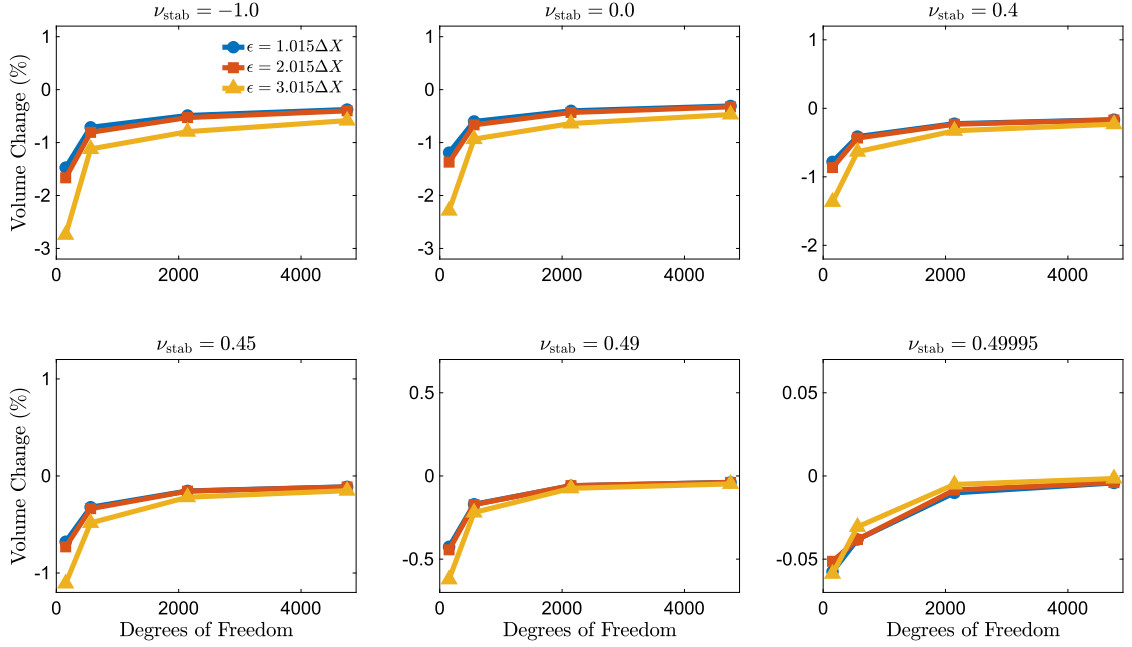 ν_stab = −1.0
ν_stab = 0.0
ν_stab = 0.4
Volume Change (%)
1
0
-1
-2
-3
0
2000
4000
ϵ = 1.015ΔX
ϵ = 2.015ΔX
ϵ = 3.015ΔX
1
0
-1
-2
-3
0
2000
4000
1
0
-1
-2
0
2000
4000
ν_stab = 0.45
ν_stab = 0.49
ν_stab = 0.49995
Volume Change (%)
1
0
-1
0
2000
4000
Degrees of Freedom
0.5
0
-0.5
0
2000
4000
Degrees of Freedom
0.05
0
-0.05
0
2000
4000
Degrees of Freedom